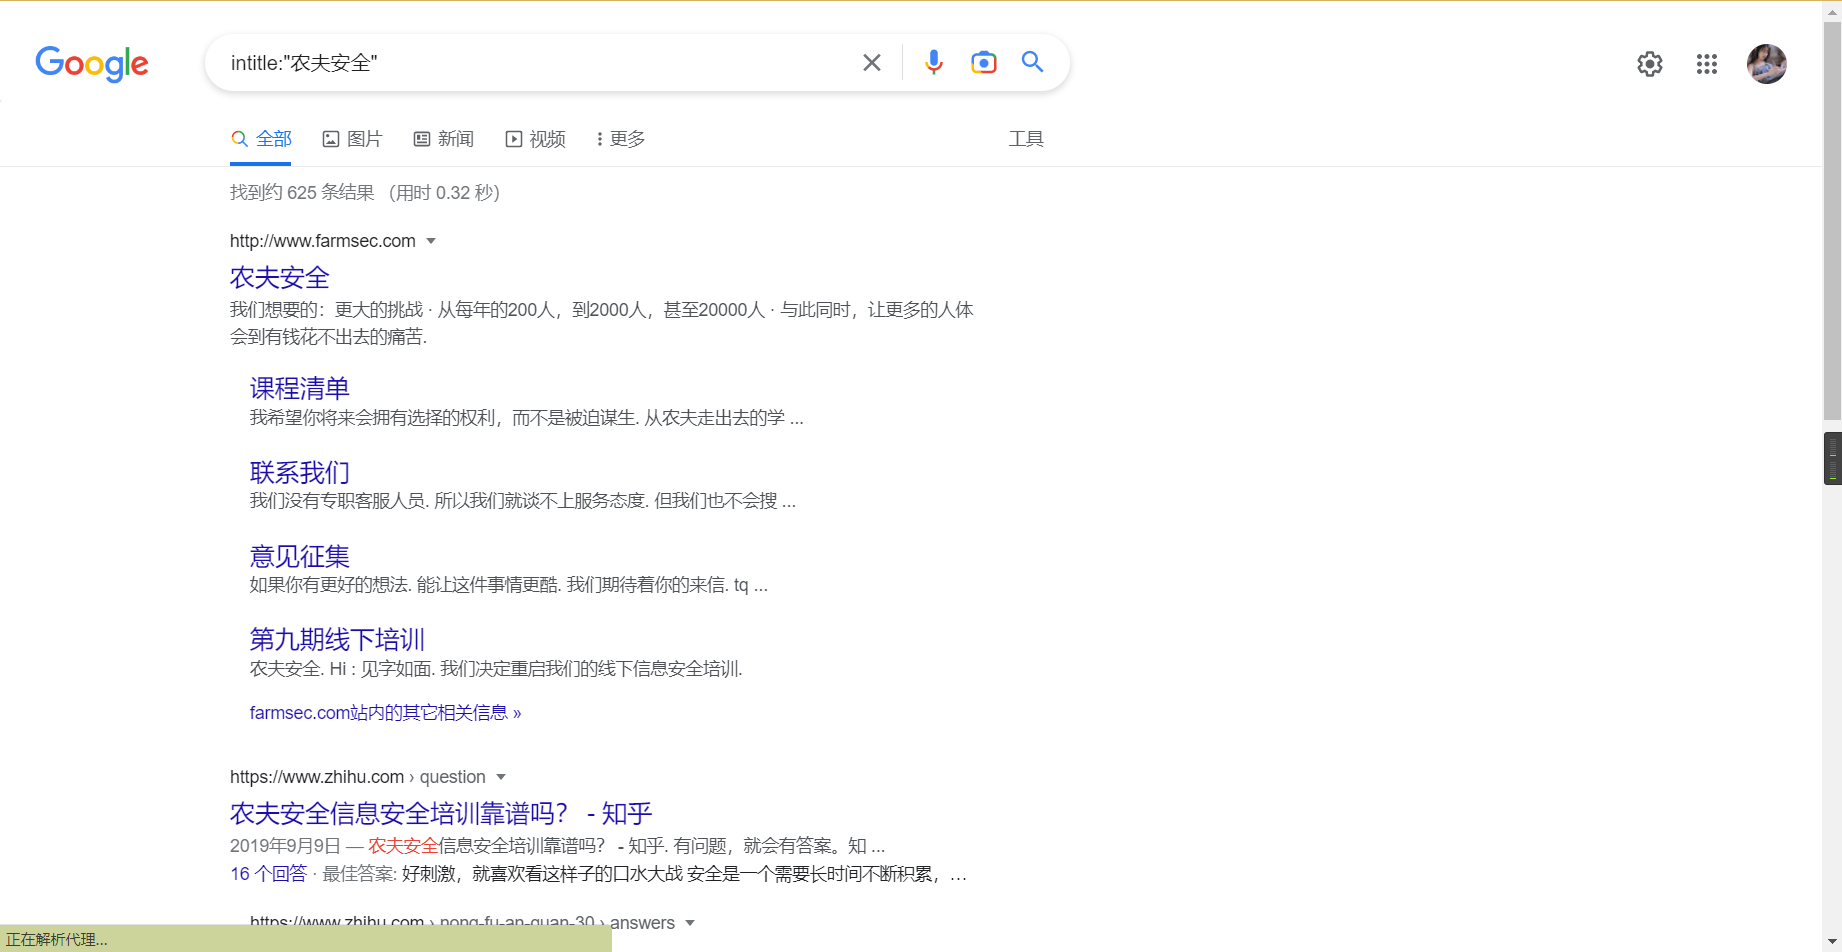 Google
intitle:"农夫安全"
全部 图片 新闻 视频 更多 工具
找到约 625 条结果 （用时 0.32 秒）
http://www.farmsec.com
农夫安全
我们想要的：更大的挑战 · 从每年的200人，到2000人，甚至20000人 · 与此同时，让更多的人体
会到有钱花不出去的痛苦.
课程清单
我希望你将来会拥有选择的权利，而不是被迫谋生. 从农夫走出去的学 ...
联系我们
我们没有专职客服人员. 所以我们就谈不上服务态度. 但我们也不会搜 ...
意见征集
如果你有更好的想法. 能让这件事情更酷. 我们期待着你的来信. tq ...
第九期线下培训
农夫安全. Hi : 见字如面. 我们决定重启我们的线下信息安全培训.
farmsec.com站内的其它相关信息 »
https://www.zhihu.com › question
农夫安全信息安全培训靠谱吗？ - 知乎
2019年9月9日 — 农夫安全信息安全培训靠谱吗？ - 知乎. 有问题，就会有答案。知 ...
16 个回答 · 最佳答案: 好刺激，就喜欢看这样子的口水大战 安全是一个需要长时间不断积累，...
https://www.zhihu.com › nong-fu-an-quan-30 › answers
正在解析代理...